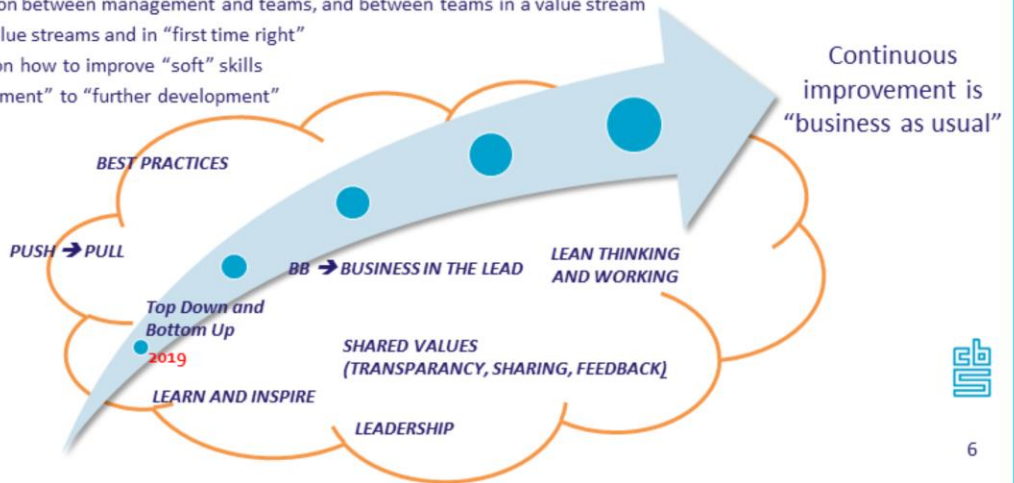 on between management and teams, and between teams in a value stream
lue streams and in “first time right”
on how to improve “soft” skills
ment” to “further development”
Continuous
improvement is
“business as usual”
BEST PRACTICES
PUSH ➔ PULL
BB ➔ BUSINESS IN THE LEAD
LEAN THINKING
AND WORKING
Top Down and
Bottom Up
2019
SHARED VALUES
(TRANSPARANCY, SHARING, FEEDBACK)
LEARN AND INSPIRE
LEADERSHIP
cbs
6